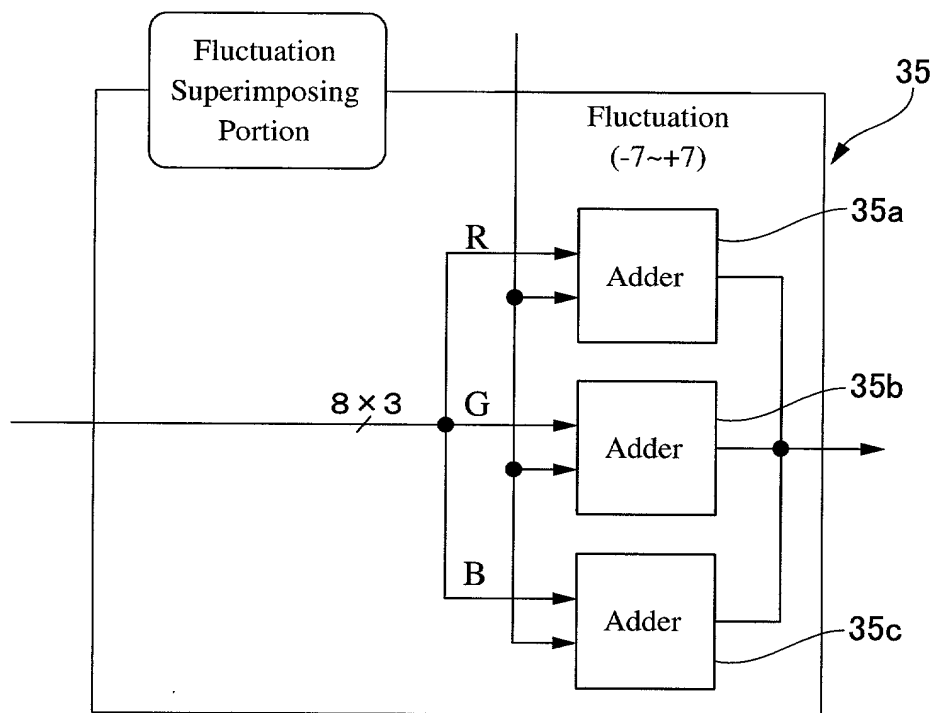 Fluctuation
Superimposing
Portion
35
Fluctuation
(-7~+7)
35a
R
Adder
35b
8×3
G
Adder
B
Adder
35c